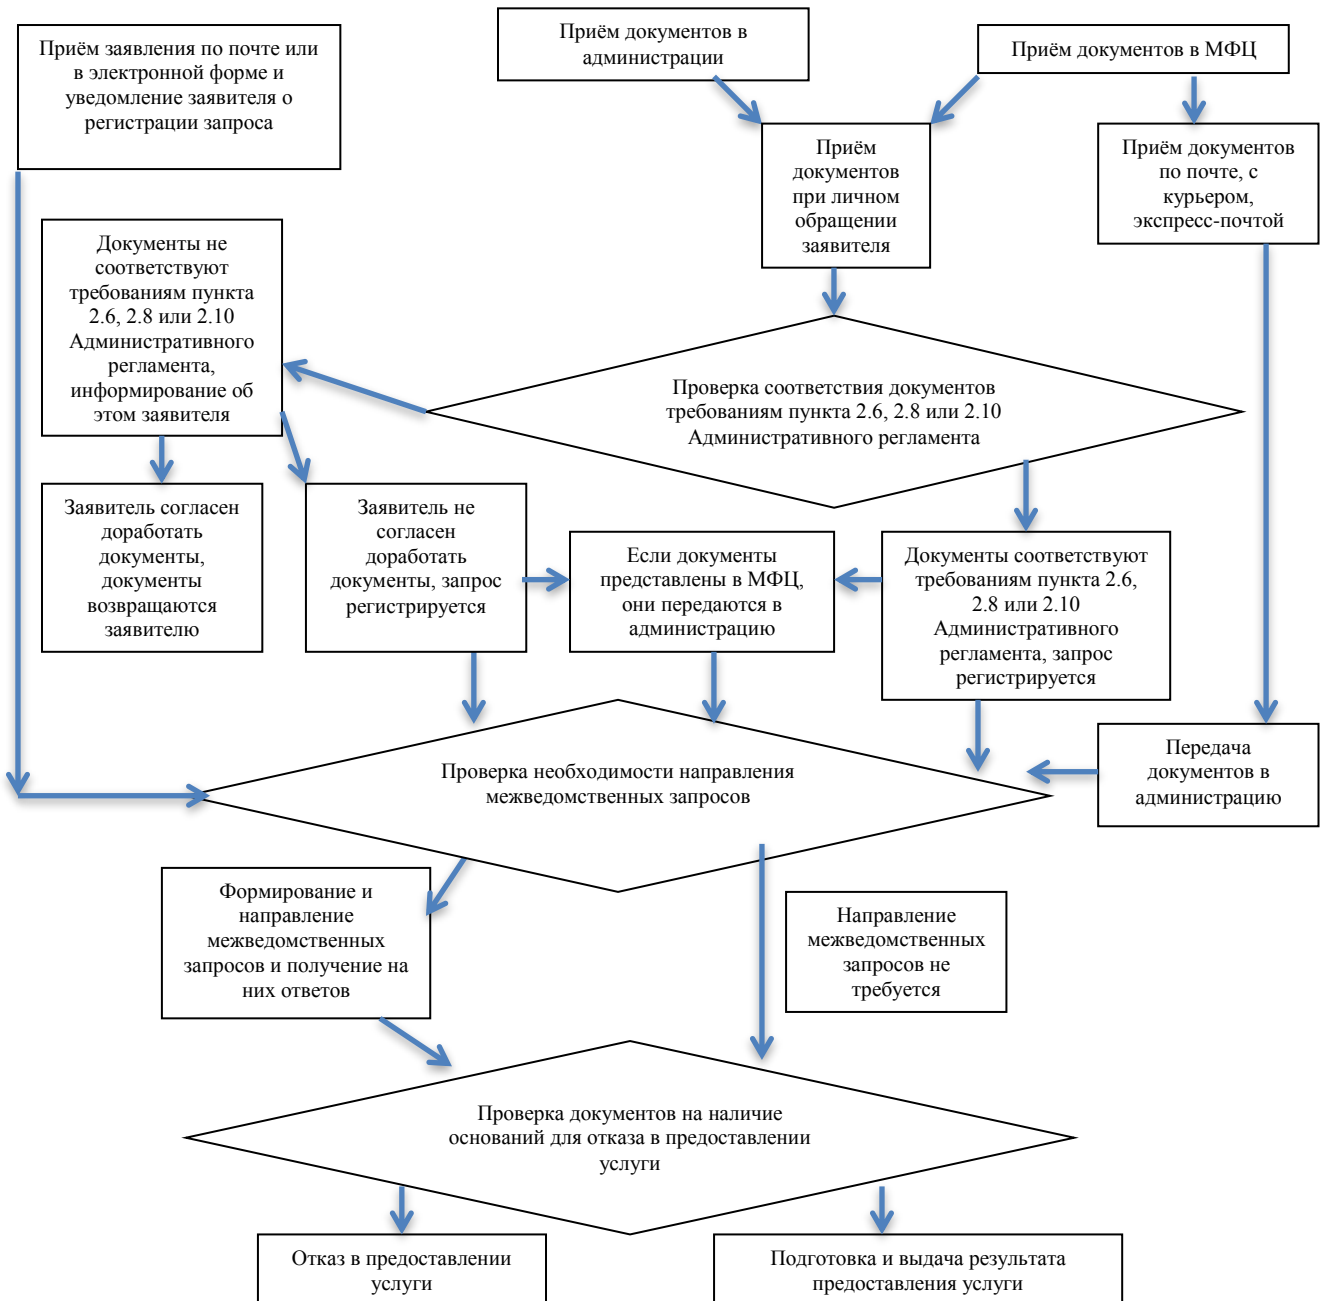 Приём заявления по почте или
в электронной форме и
уведомление заявителя о
регистрации запроса
Приём документов в
администрации
Приём документов в МФЦ
Приём
документов
при личном
обращении
заявителя
Приём документов
по почте, с
курьером,
экспресс-почтой
Документы не
соответствуют
требованиям пункта
2.6, 2.8 или 2.10
Административного
регламента,
информирование об
этом заявителя
Проверка соответствия документов
требованиям пункта 2.6, 2.8 или 2.10
Административного регламента
Заявитель согласен
доработать
документы,
документы
возвращаются
заявителю
Заявитель не
согласен
доработать
документы, запрос
регистрируется
Если документы
представлены в МФЦ,
они передаются в
администрацию
Документы соответствуют
требованиям пункта 2.6,
2.8 или 2.10
Административного
регламента, запрос
регистрируется
Проверка необходимости направления
межведомственных запросов
Передача
документов в
администрацию
Формирование и
направление
межведомственных
запросов и получение на
них ответов
Направление
межведомственных
запросов не
требуется
Проверка документов на наличие
оснований для отказа в предоставлении
услуги
Отказ в предоставлении
услуги
Подготовка и выдача результата
предоставления услуги